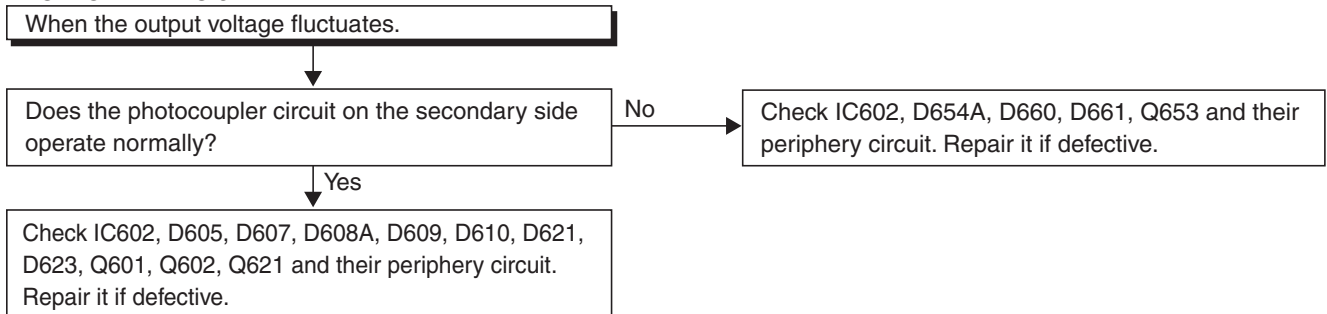 When the output voltage fluctuates.
Does the photocoupler circuit on the secondary side
operate normally?
No
Check IC602, D654A, D660, D661, Q653 and their
periphery circuit. Repair it if defective.
Yes
Check IC602, D605, D607, D608A, D609, D610, D621,
D623, Q601, Q602, Q621 and their periphery circuit.
Repair it if defective.